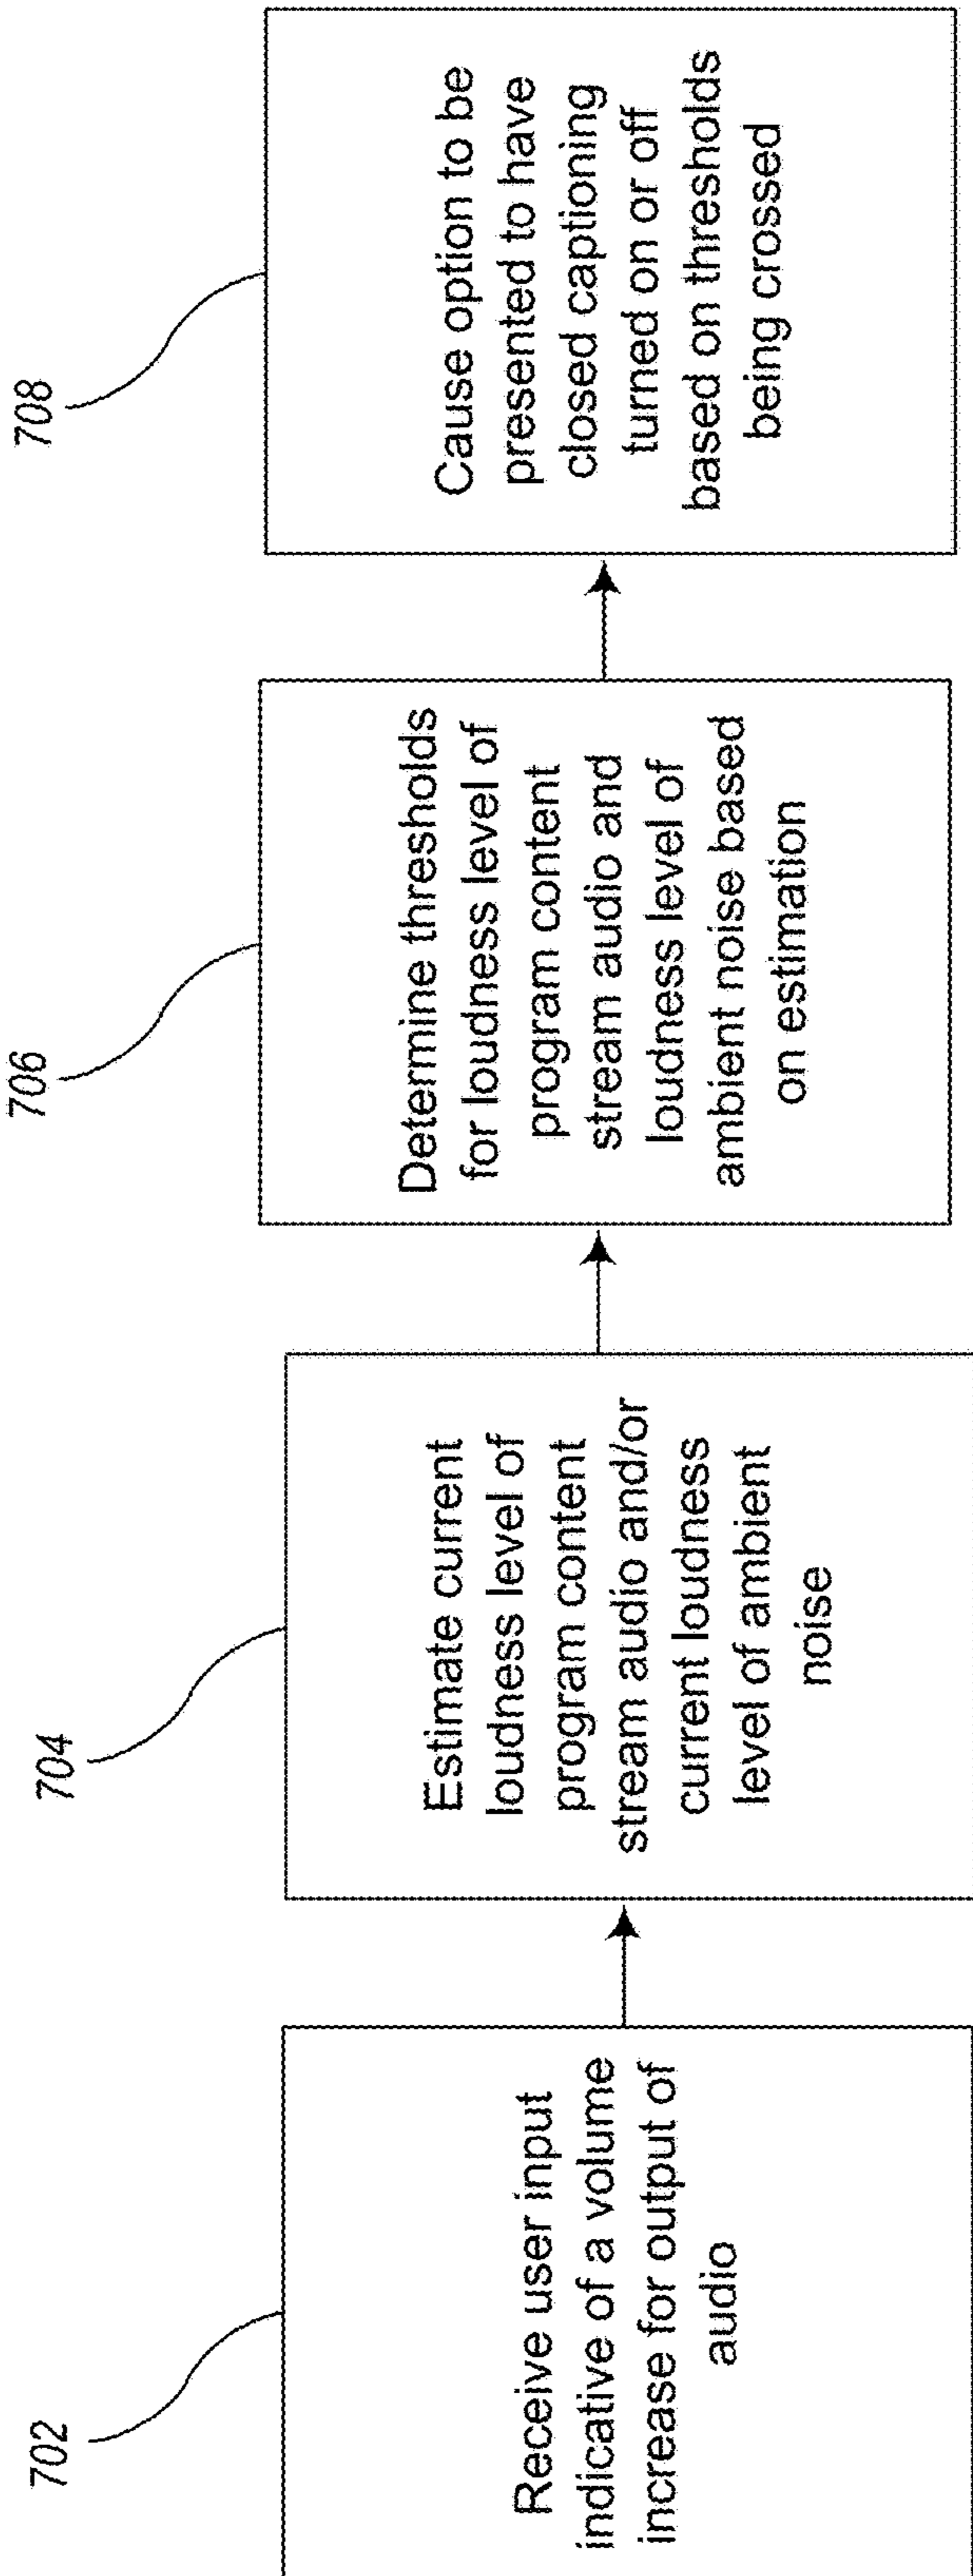 702
Receive user input
indicative of a volume
increase for output of
audio
704
Estimate current
loudness level of
program content
stream audio and/or
current loudness
level of ambient
noise
706
Determine thresholds
for loudness level of
program content
stream audio and
loudness level of
ambient noise based
on estimation
708
Cause option to be
presented to have
closed captioning
turned on or off
based on thresholds
being crossed